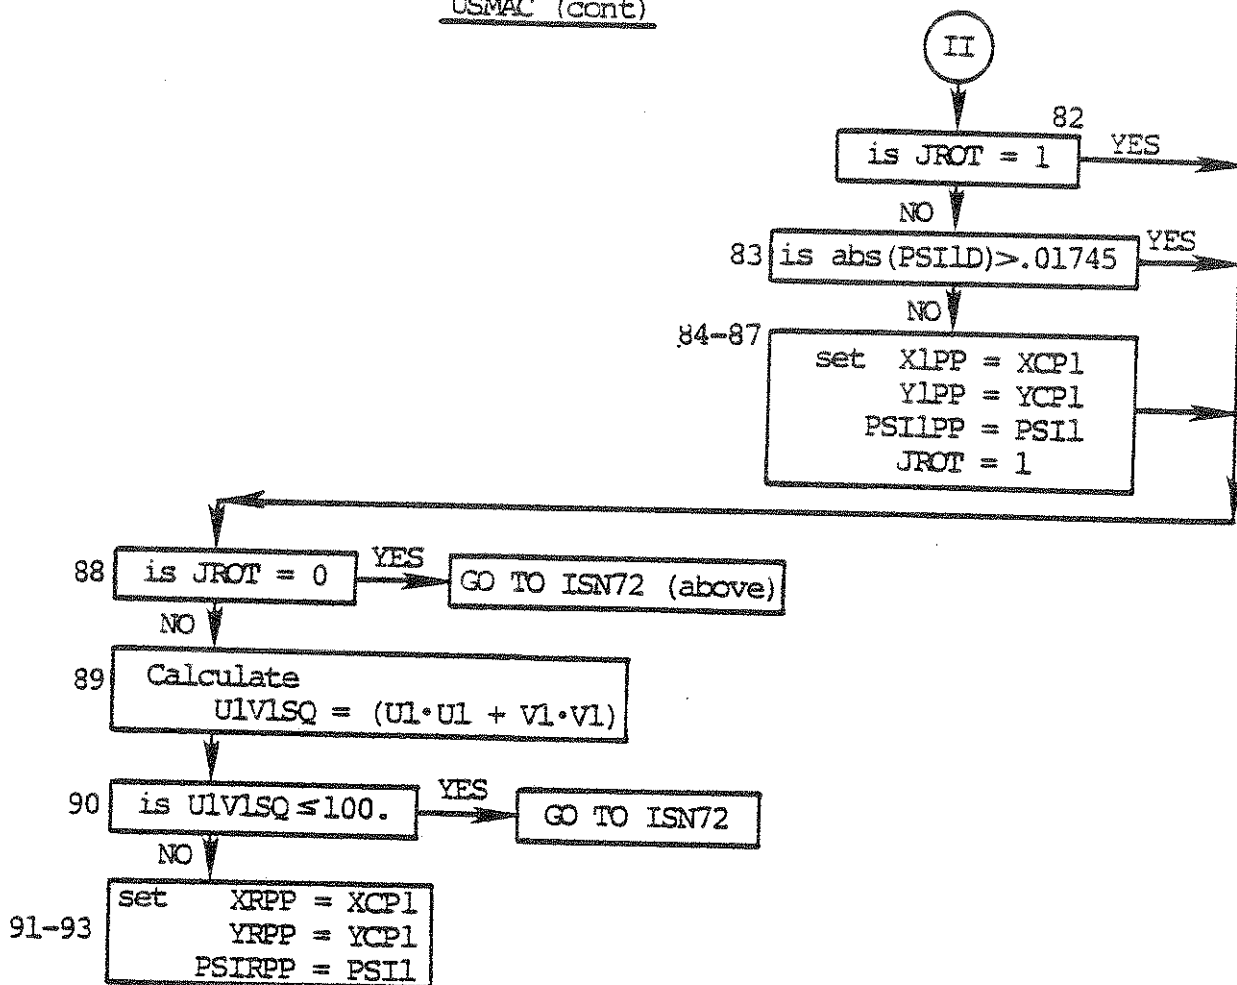 USMAC (cont)
II
82
is JROT = 1
YES
NO
83
is abs(PSI1D)>.01745
YES
NO
84-87
set X1PP = XCP1
Y1PP = YCP1
PSI1PP = PSI1
JROT = 1
88
is JROT = 0
YES
GO TO ISN72 (above)
NO
89
Calculate
U1V1SQ = (U1•U1 + V1•V1)
90
is U1V1SQ ≤ 100.
YES
GO TO ISN72
NO
91-93
set XRPP = XCP1
YRPP = YCP1
PSIRPP = PSI1